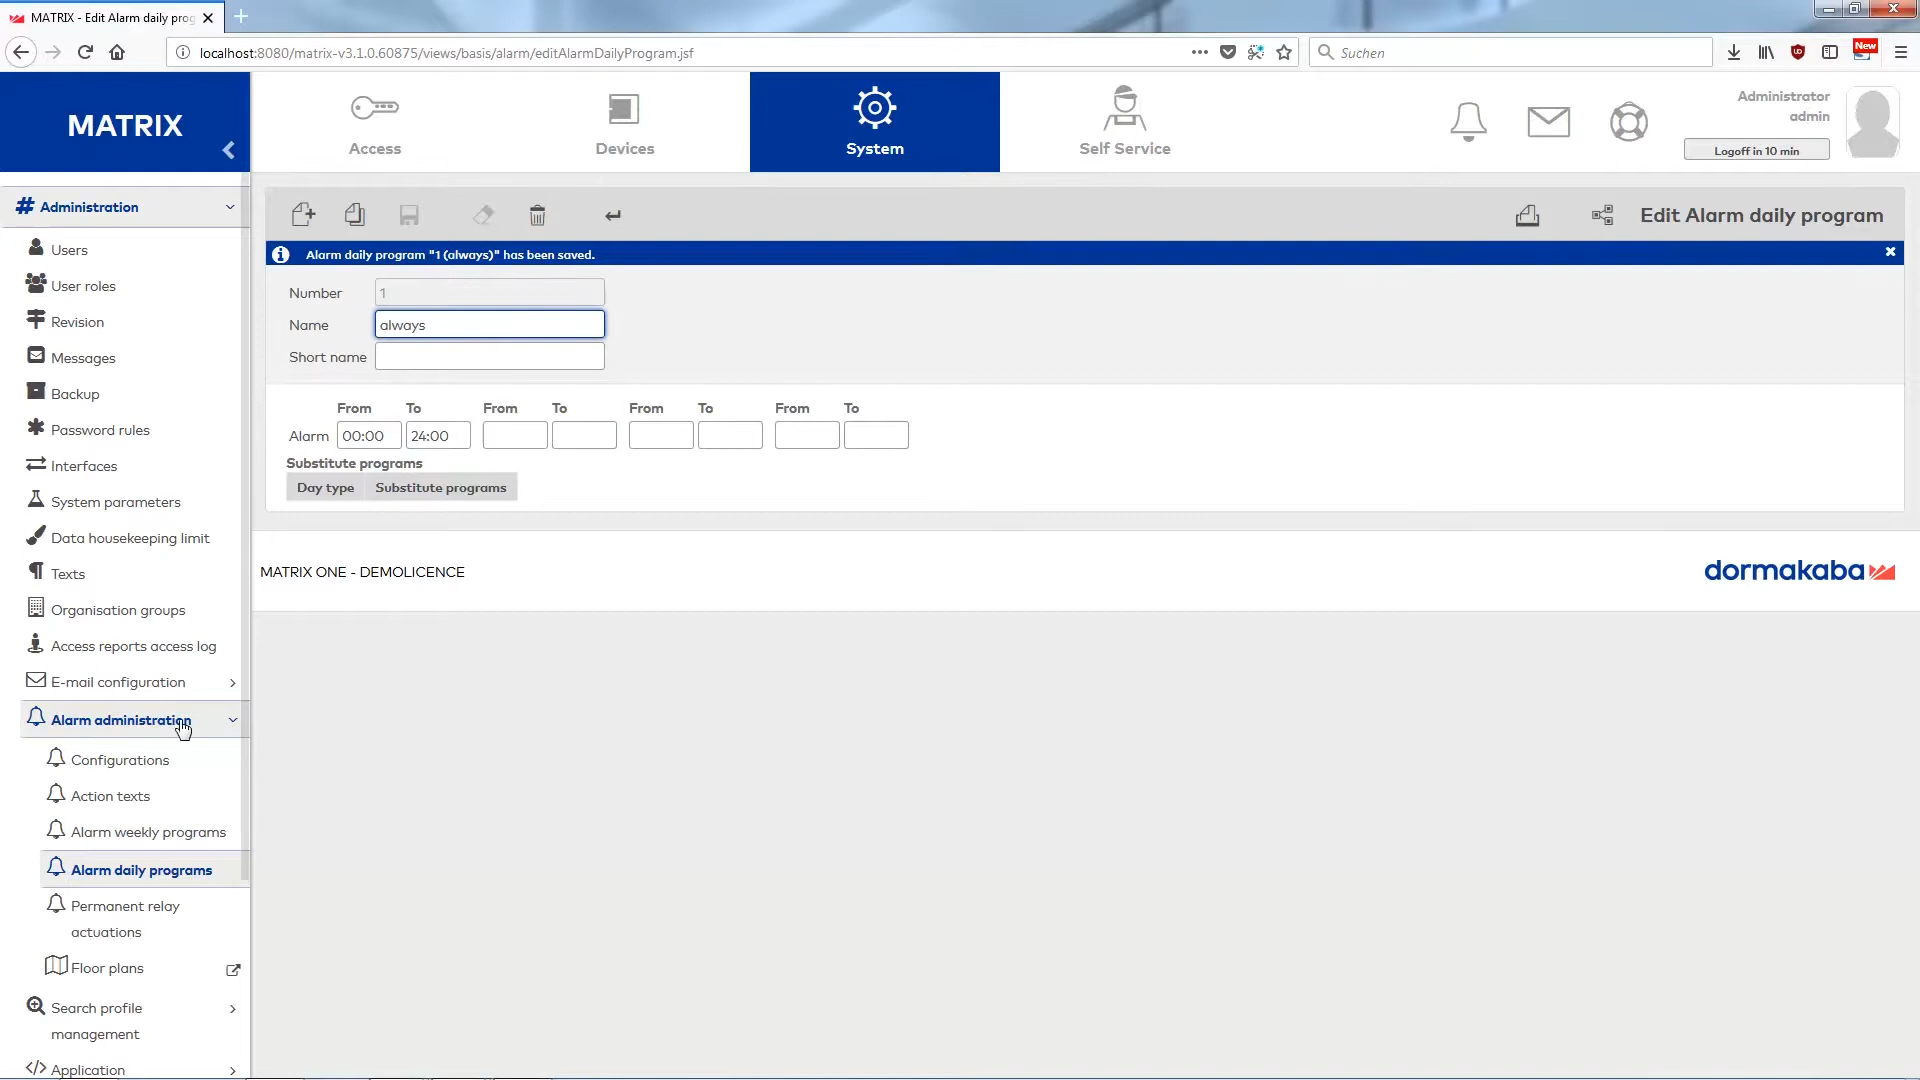 MATRIX - Edit Alarm daily prog
localhost:8080/matrix-v3.1.0.60875/views/basis/alarm/editAlarmDailyProgram.jsf
Suchen
New
MATRIX
Access
Devices
System
Self Service
Administrator
admin
Logoff in 10 min
Administration
Users
User roles
Revision
Messages
Backup
Password rules
Interfaces
System parameters
Data housekeeping limit
Texts
Organisation groups
Access reports access log
E-mail configuration
Alarm administration
Configurations
Action texts
Alarm weekly programs
Alarm daily programs
Permanent relay
actuations
Floor plans
Search profile
management
Application
Edit Alarm daily program
Alarm daily program "1 (always)" has been saved.
Number 1
Name always
Short name
From To From To From To From To
Alarm 00:00 24:00
Substitute programs
Day type Substitute programs
MATRIX ONE - DEMOLICENCE
dormakaba